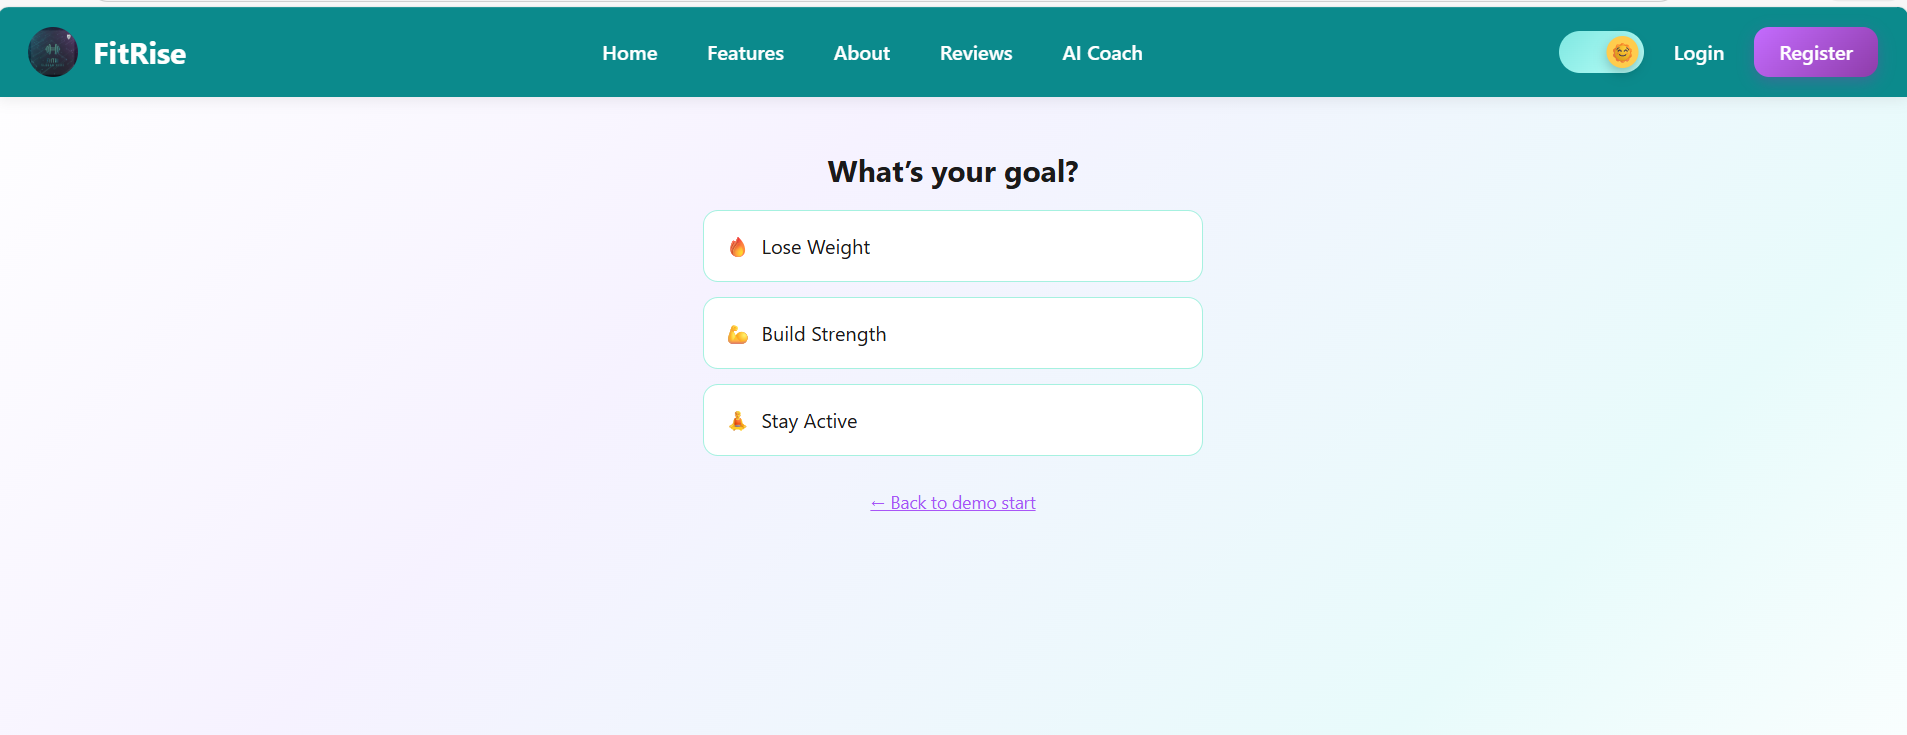 FitRise
Home
Features
About
Reviews
AI Coach
Login
Register
What's your goal?
🔥 Lose Weight
💪 Build Strength
🧘 Stay Active
← Back to demo start